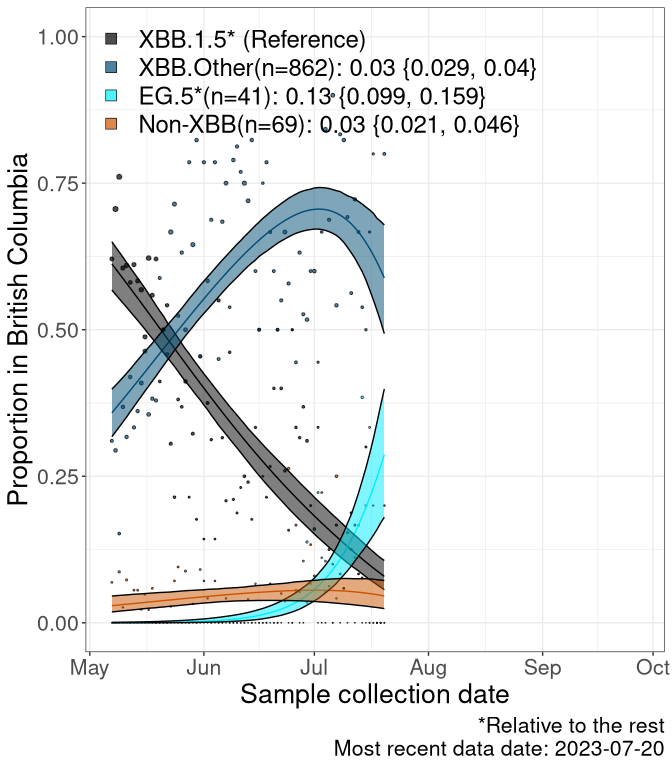 1.00
0.75
0.50
0.25
0.00
Proportion in British Columbia
XBB.1.5* (Reference)
XBB.Other(n=862): 0.03 {0.029, 0.04}
EG.5*(n=41): 0.13 {0.099, 0.159}
Non-XBB(n=69): 0.03 {0.021, 0.046}
May Jun Jul Aug Sep Oct
Sample collection date
*Relative to the rest
Most recent data date: 2023-07-20